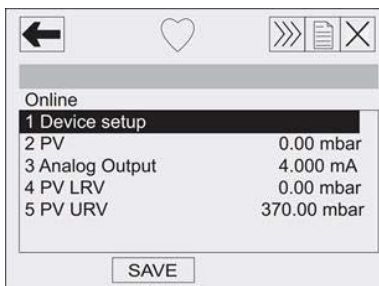 Online
1 Device setup
2 PV 0.00 mbar
3 Analog Output 4.000 mA
4 PV LRV 0.00 mbar
5 PV URV 370.00 mbar
SAVE